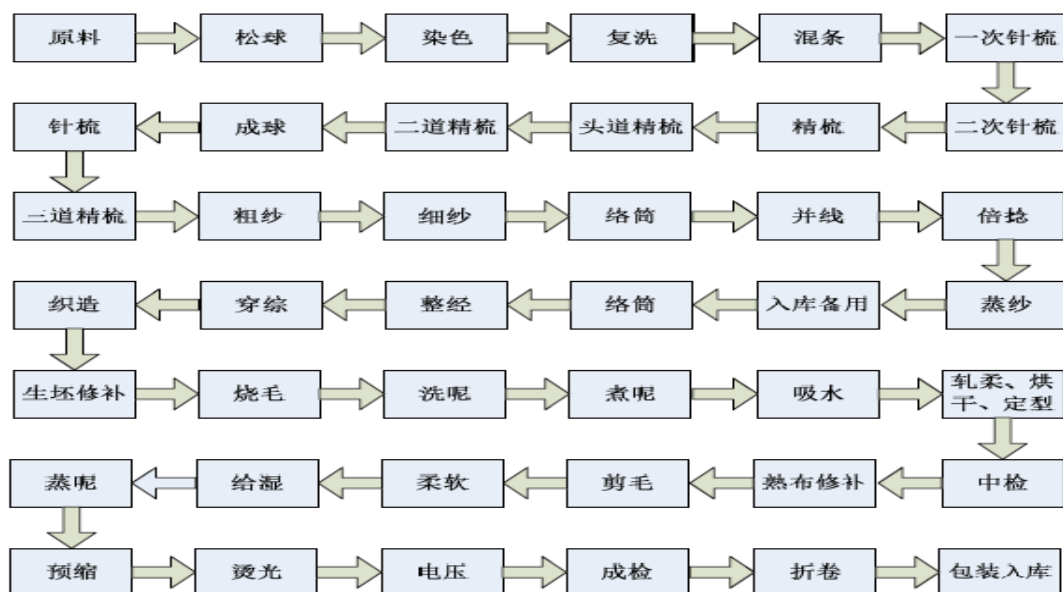 原料
松球
染色
复洗
混条
一次针梳
针梳
成球
二道精梳
头道精梳
精梳
二次针梳
三道精梳
粗纱
细纱
络筒
并线
倍捻
织造
穿综
整经
络筒
入库备用
蒸纱
生坯修补
烧毛
洗呢
煮呢
吸水
轧柔、烘
干、定型
蒸呢
给湿
柔软
剪毛
熟布修补
中检
预缩
烫光
电压
成检
折卷
包装入库